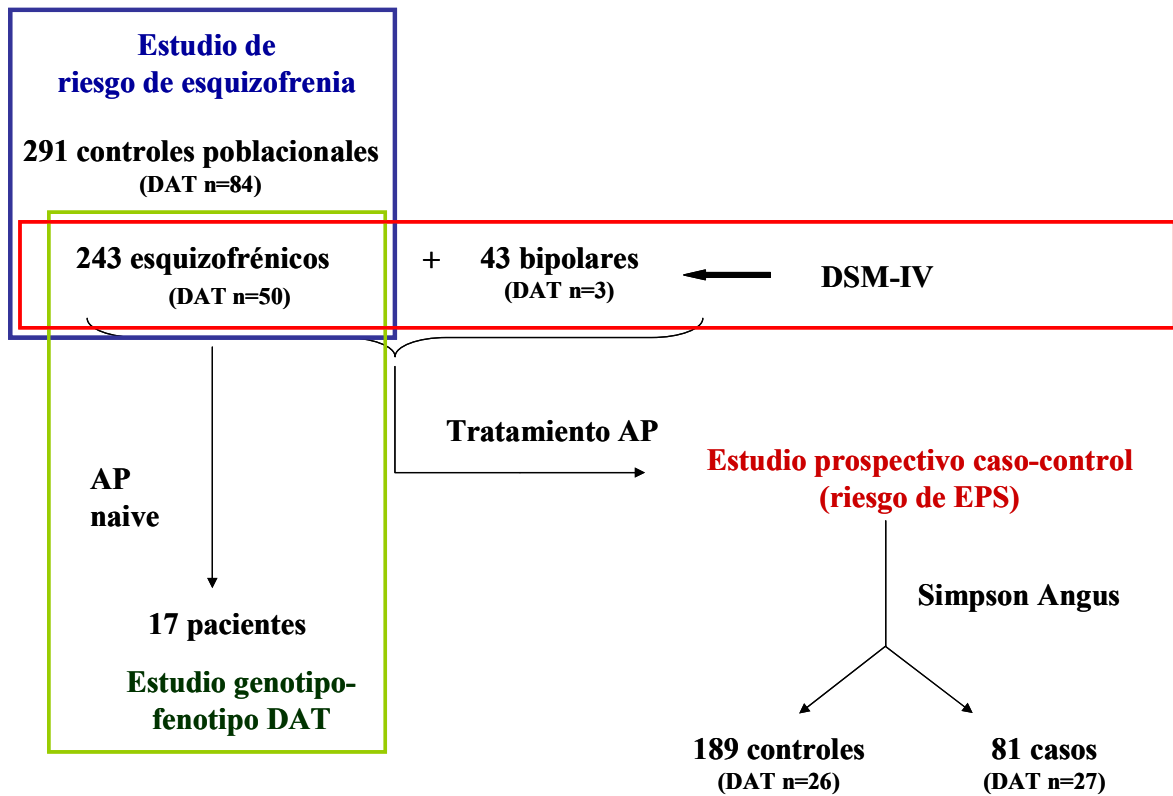 Estudio de
riesgo de esquizofrenia
291 controles poblacionales
(DAT n=84)
243 esquizofrénicos + 43 bipolares DSM-IV
(DAT n=50) (DAT n=3)
Tratamiento AP
AP
naive
Estudio prospectivo caso-control
(riesgo de EPS)
Simpson Angus
17 pacientes
Estudio genotipo-
fenotipo DAT
189 controles 81 casos
(DAT n=26) (DAT n=27)